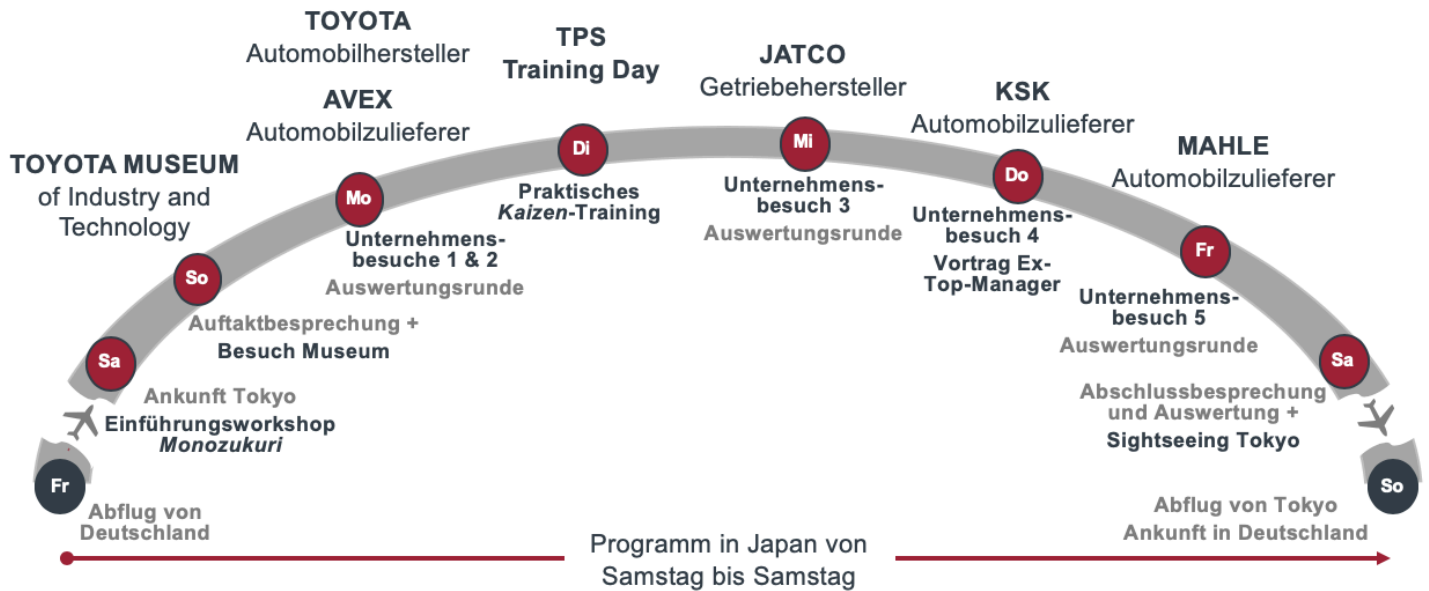 Fr
Abflug von
Deutschland
Sa
Ankunft Tokyo
Einführungsworkshop
Monozukuri
TOYOTA MUSEUM
of Industry and
Technology
So
Auftaktbesprechung +
Besuch Museum
TOYOTA
Automobilhersteller
AVEX
Automobilzulieferer
Mo
Unternehmens-
besuche 1 & 2
Auswertungsrunde
TPS
Training Day
Di
Praktisches
Kaizen-Training
JATCO
Getriebehersteller
Mi
Unternehmens-
besuch 3
Auswertungsrunde
KSK
Automobilzulieferer
Do
Unternehmens-
besuch 4
Vortrag Ex-
Top-Manager
MAHLE
Automobilzulieferer
Fr
Unternehmens-
besuch 5
Auswertungsrunde
Sa
Abschlussbesprechung
und Auswertung +
Sightseeing Tokyo
So
Abflug von Tokyo
Ankunft in Deutschland
Programm in Japan von
Samstag bis Samstag